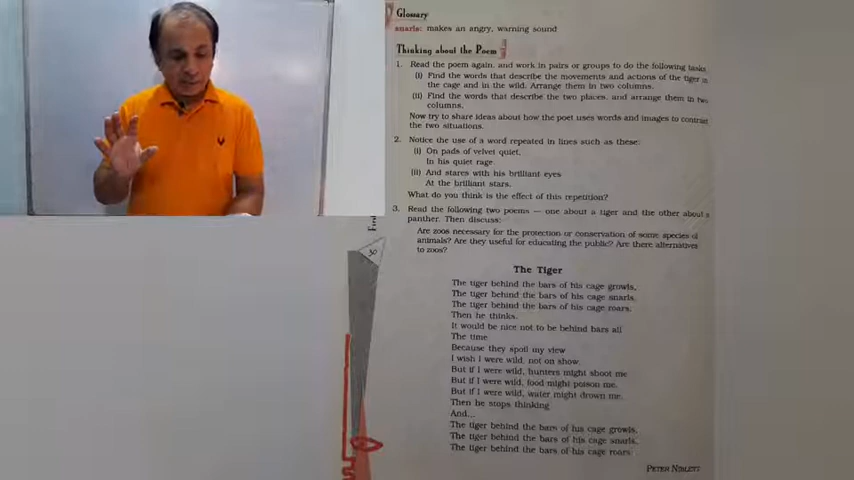 Glossary
snarls: makes an angry, warning sound
Thinking about the Poem
1. Read the poem again, and work in pairs or groups to do the following tasks.
(i) Find the words that describe the movements and actions of the tiger in
the cage and in the wild. Arrange them in two columns.
(ii) Find the words that describe the two places, and arrange them in two
columns.
Now try to share ideas about how the poet uses words and images to contrast
the two situations.
2. Notice the use of a word repeated in lines such as these:
(i) On pads of velvet quiet,
In his quiet rage.
(ii) And stares with his brilliant eyes
At the brilliant stars.
What do you think is the effect of this repetition?
3. Read the following two poems — one about a tiger and the other about a
panther. Then discuss:
Are zoos necessary for the protection or conservation of some species of
animals? Are they useful for educating the public? Are there alternatives
to zoos?
30
The Tiger
The tiger behind the bars of his cage growls,
The tiger behind the bars of his cage snarls,
The tiger behind the bars of his cage roars.
Then he thinks.
It would be nice not to be behind bars all
The time
Because they spoil my view
I wish I were wild, not on show.
But if I were wild, hunters might shoot me,
But if I were wild, food might poison me,
But if I were wild, water might drown me.
Then he stops thinking
And...
The tiger behind the bars of his cage growls,
The tiger behind the bars of his cage snarls,
The tiger behind the bars of his cage roars.
PETER NIBLETT